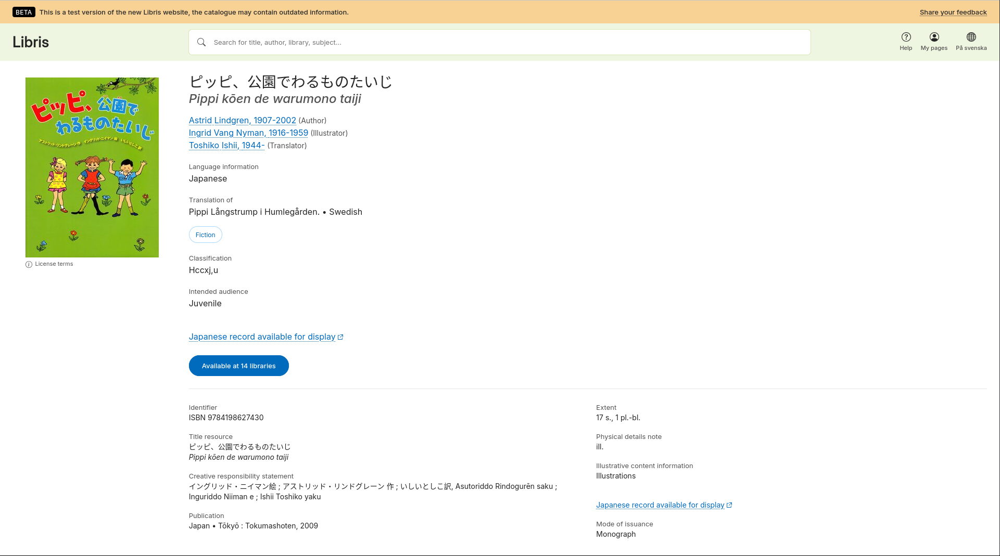 BETA This is a test version of the new Libris website, the catalogue may contain outdated information. Share your feedback
Libris
Search for title, author, library, subject...
Help
My pages
På svenska
ピッピ、公園で
わるものたいじ
アストリッド・リンドグレーン 作 イングリッド・ニイマン 絵 いしいとしこ 訳
License terms
ピッピ、公園でわるものたいじ
Pippi kōen de warumono taiji
Astrid Lindgren, 1907-2002 (Author)
Ingrid Vang Nyman, 1916-1959 (Illustrator)
Toshiko Ishii, 1944- (Translator)
Language information
Japanese
Translation of
Pippi Långstrump i Humlegården. • Swedish
Fiction
Classification
Hccxj,u
Intended audience
Juvenile
Japanese record available for display
Available at 14 libraries
Identifier
ISBN 9784198627430
Title resource
ピッピ、公園でわるものたいじ
Pippi kōen de warumono taiji
Creative responsibility statement
イングリッド・ニイマン絵 ; アストリッド・リンドグレーン 作 ; いしいとしこ訳, Asutoriddo Rindogurēn saku ;
Inguriddo Niiman e ; Ishii Toshiko yaku
Publication
Japan • Tōkyō : Tokumashoten, 2009
Extent
17 s., 1 pl.-bl.
Physical details note
ill.
Illustrative content information
Illustrations
Japanese record available for display
Mode of issuance
Monograph